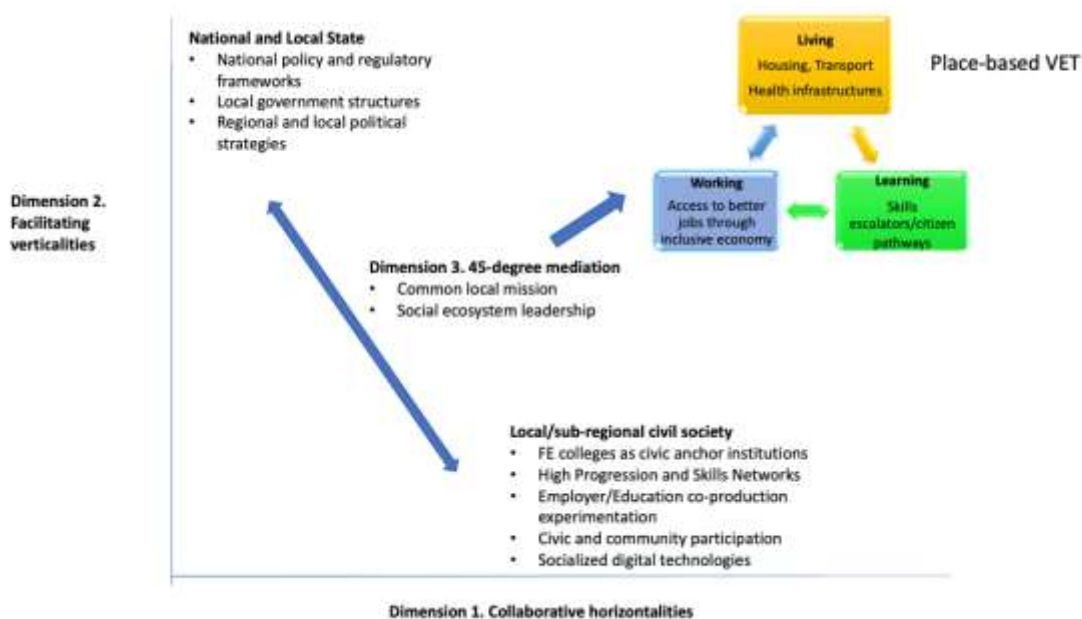 National and Local State
• National policy and regulatory
frameworks
• Local government structures
• Regional and local political
strategies
Living
Housing, Transport
Health infrastructures
Place-based VET
Working
Access to better
jobs through
inclusive economy
Learning
Skills
escalators/citizen
pathways
Dimension 2.
Facilitating
verticalities
Dimension 3. 45-degree mediation
• Common local mission
• Social ecosystem leadership
Local/sub-regional civil society
• FE colleges as civic anchor institutions
• High Progression and Skills Networks
• Employer/Education co-production
experimentation
• Civic and community participation
• Socialized digital technologies
Dimension 1. Collaborative horizontalities